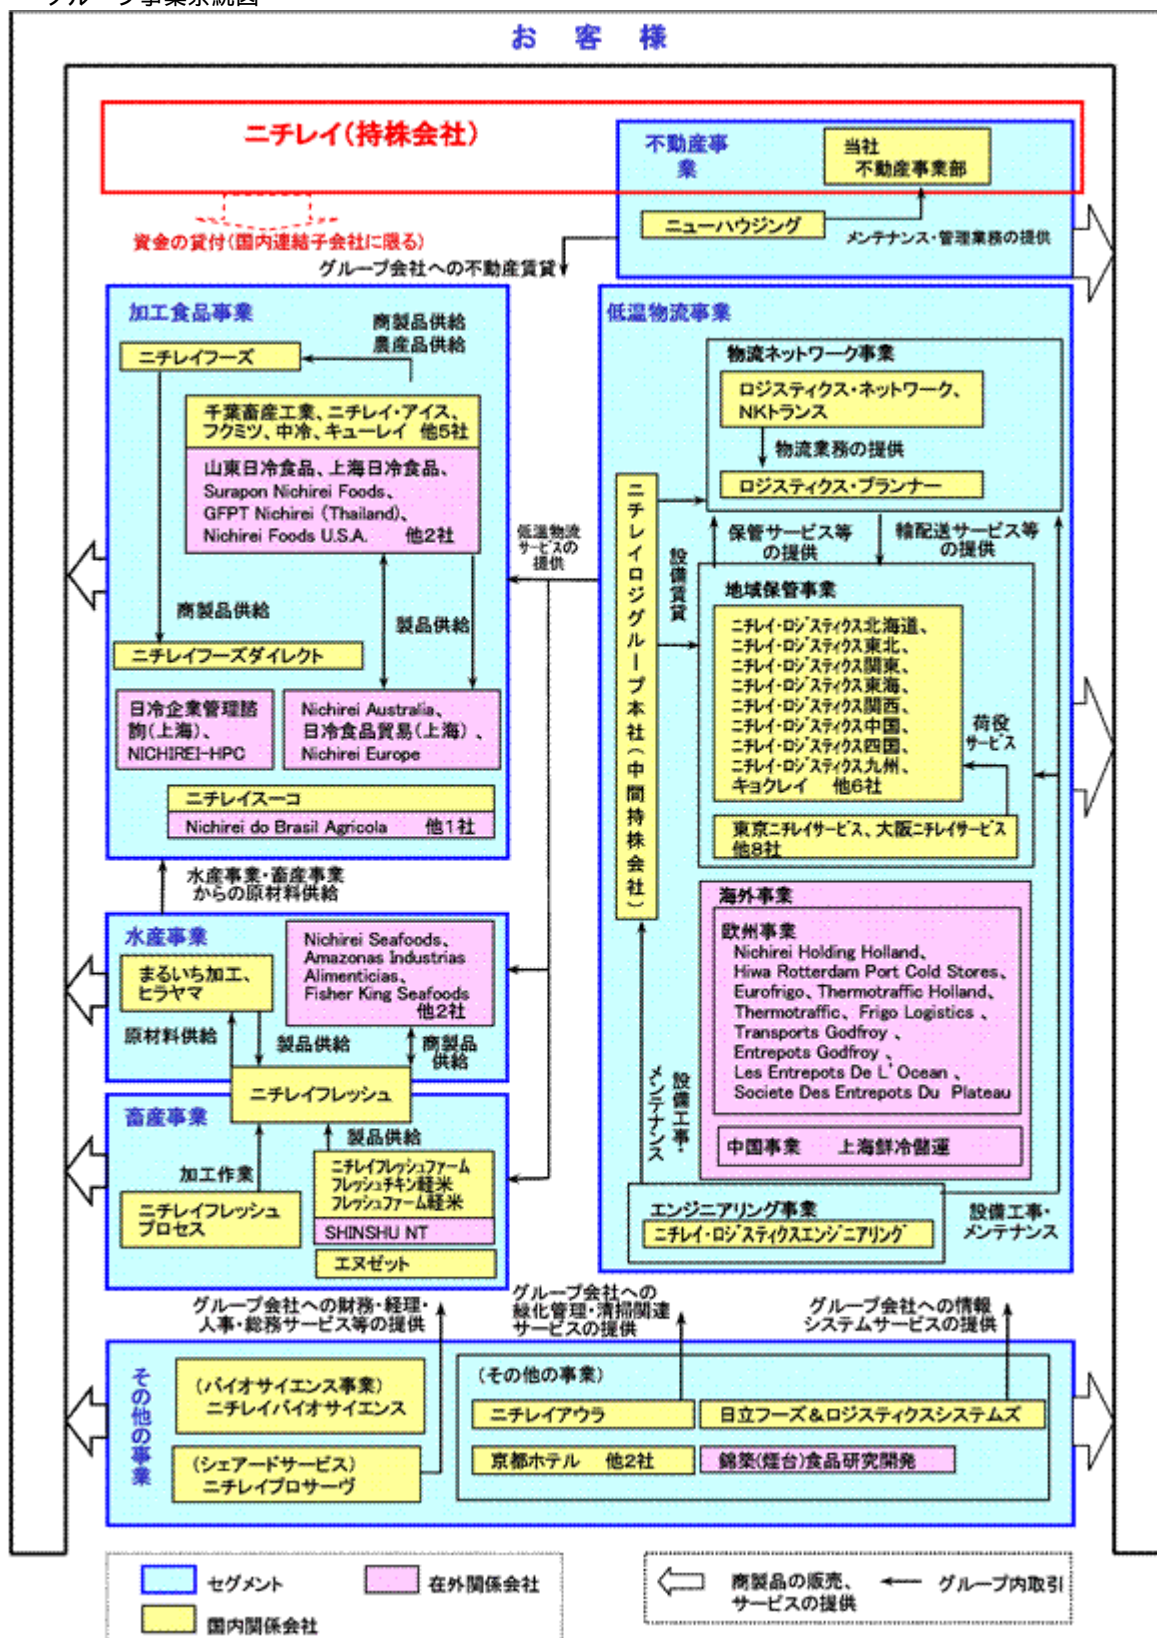 グループ事業系統図
お 客 様
ニチレイ(持株会社)
資金の貸付(国内連結子会社に限る)
不動産事
業
当社
不動産事業部
ニューハウジング
メンテナンス・管理業務の提供
グループ会社への不動産賃貸
加工食品事業
商製品供給
農産品供給
ニチレイフーズ
千葉畜産工業、ニチレイ・アイス、
フクミツ、中冷、キューレイ 他5社
山東日冷食品、上海日冷食品、
Surapon Nichirei Foods、
GFPT Nichirei (Thailand)、
Nichirei Foods U.S.A. 他2社
商製品供給
製品供給
ニチレイフーズダイレクト
日冷企業管理諮
詢(上海)、
NICHIREI-HPC
Nichirei Australia、
日冷食品貿易(上海)、
Nichirei Europe
ニチレイスーコ
Nichirei do Brasil Agricola 他1社
低温物流
サービスの
提供
低温物流事業
物流ネットワーク事業
ロジスティクス・ネットワーク、
NKトランス
物流業務の提供
ロジスティクス・プランナー
ニチレイロジグループ本社(中間持株会社)
設備賃貸
保管サービス等
の提供
輸配送サービス等
の提供
地域保管事業
ニチレイ・ロジスティクス北海道、
ニチレイ・ロジスティクス東北、
ニチレイ・ロジスティクス関東、
ニチレイ・ロジスティクス東海、
ニチレイ・ロジスティクス関西、
ニチレイ・ロジスティクス中国、
ニチレイ・ロジスティクス四国、
ニチレイ・ロジスティクス九州、
キョクレイ 他6社
荷役
サービス
東京ニチレイサービス、大阪ニチレイサービス
他8社
海外事業
欧州事業
Nichirei Holding Holland、
Hiwa Rotterdam Port Cold Stores、
Eurofrigo、Thermotraffic Holland、
Thermotraffic、Frigo Logistics 、
Transports Godfroy 、
Entrepots Godfroy 、
Les Entrepots De L'Ocean 、
Societe Des Entrepots Du Plateau
中国事業 上海鮮冷儲運
設備工事・
メンテナンス
エンジニアリング事業
ニチレイ・ロジスティクスエンジニアリング
設備工事・
メンテナンス
水産事業・畜産事業
からの原材料供給
水産事業
まるいち加工、
ヒラヤマ
Nichirei Seafoods、
Amazonas Industrias
Alimenticias、
Fisher King Seafoods
他2社
原材料供給
製品供給
商製品
供給
ニチレイフレッシュ
畜産事業
製品供給
加工作業
ニチレイフレッシュ
プロセス
ニチレイフレッシュファーム
フレッシュチキン軽米
フレッシュファーム軽米
SHINSHU NT
エヌゼット
グループ会社への財務・経理・
人事・総務サービス等の提供
グループ会社への
緑化管理・清掃関連
サービスの提供
グループ会社への情報
システムサービスの提供
その他の事業
(バイオサイエンス事業)
ニチレイバイオサイエンス
(シェアードサービス)
ニチレイプロサーヴ
(その他の事業)
ニチレイアウラ
日立フーズ&ロジスティクスシステムズ
京都ホテル 他2社
錦築(煙台)食品研究開発
セグメント
在外関係会社
国内関係会社
商製品の販売、
サービスの提供
グループ内取引